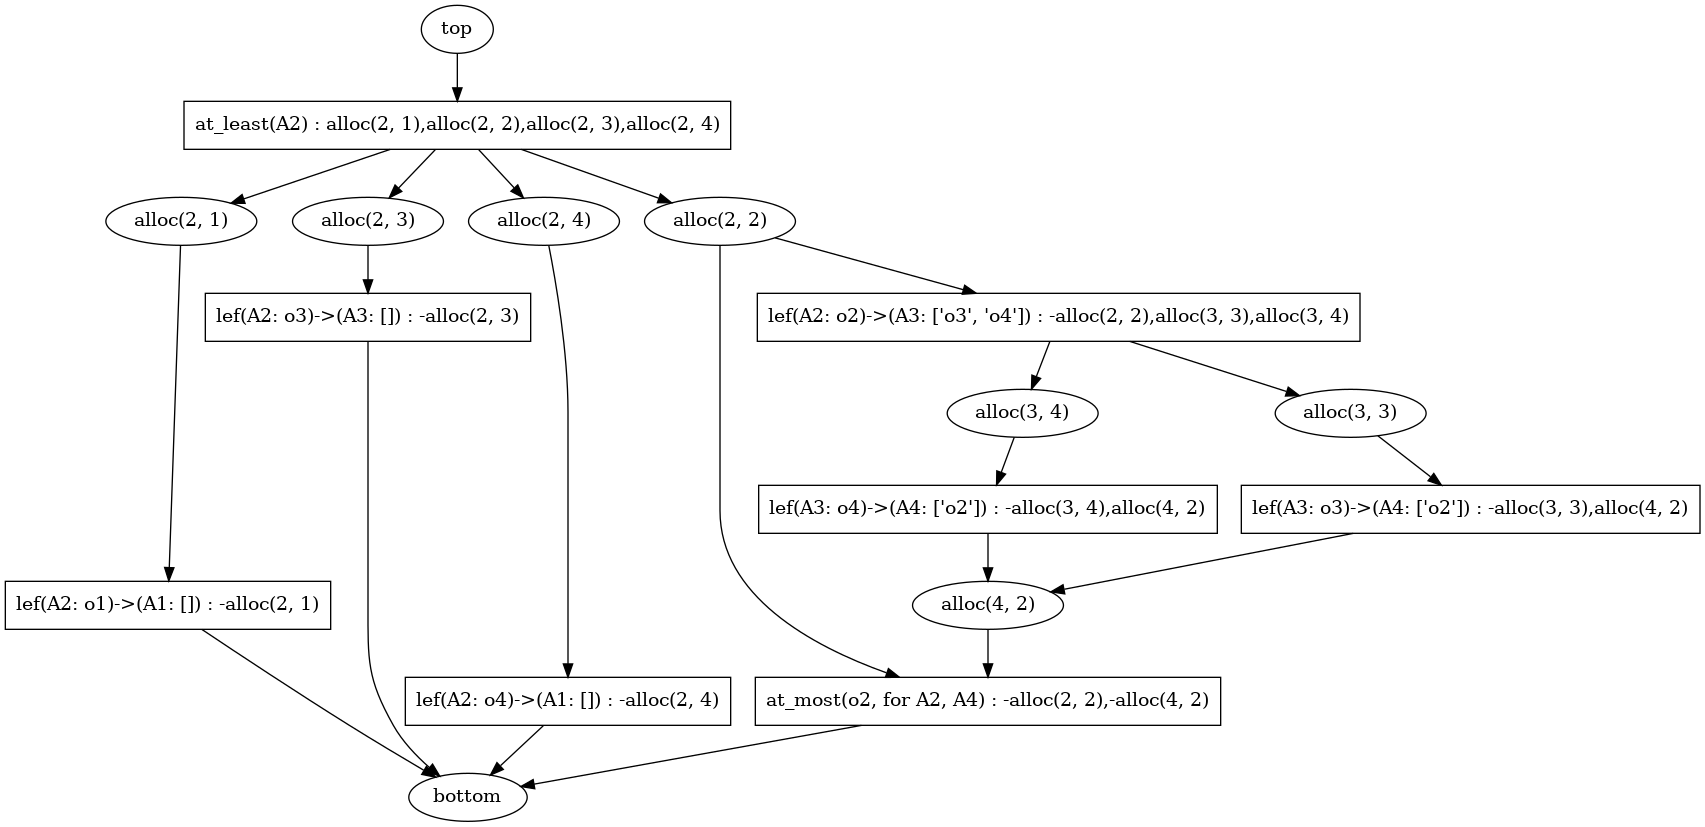 top
at_least(A2) : alloc(2, 1),alloc(2, 2),alloc(2, 3),alloc(2, 4)
alloc(2, 1)
alloc(2, 3)
alloc(2, 4)
alloc(2, 2)
lef(A2: o3)->(A3: []) : -alloc(2, 3)
lef(A2: o2)->(A3: ['o3', 'o4']) : -alloc(2, 2),alloc(3, 3),alloc(3, 4)
alloc(3, 4)
alloc(3, 3)
lef(A3: o4)->(A4: ['o2']) : -alloc(3, 4),alloc(4, 2)
lef(A3: o3)->(A4: ['o2']) : -alloc(3, 3),alloc(4, 2)
lef(A2: o1)->(A1: []) : -alloc(2, 1)
alloc(4, 2)
lef(A2: o4)->(A1: []) : -alloc(2, 4)
at_most(o2, for A2, A4) : -alloc(2, 2),-alloc(4, 2)
bottom